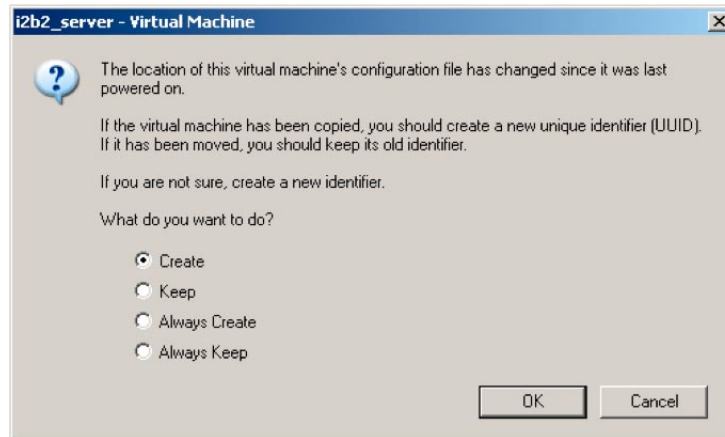 i2b2_server - Virtual Machine
The location of this virtual machine's configuration file has changed since it was last
powered on.
If the virtual machine has been copied, you should create a new unique identifier (UUID).
If it has been moved, you should keep its old identifier.
If you are not sure, create a new identifier.
What do you want to do?
Create
Keep
Always Create
Always Keep
OK Cancel